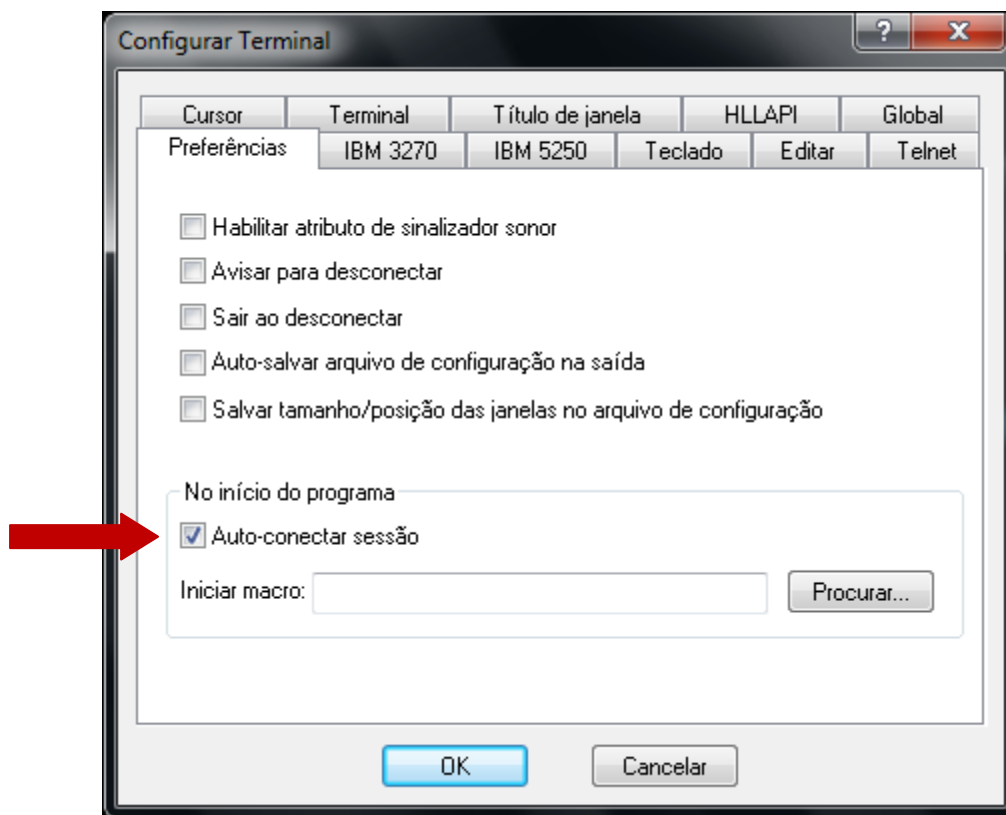 Configurar Terminal
?
X
Cursor
Terminal
Título de janela
HLLAPI
Global
Preferências
IBM 3270
IBM 5250
Teclado
Editar
Telnet
Habilitar atributo de sinalizador sonor
Avisar para desconectar
Sair ao desconectar
Auto-salvar arquivo de configuração na saída
Salvar tamanho/posição das janelas no arquivo de configuração
No início do programa
Auto-conectar sessão
Iniciar macro:
Procurar...
OK
Cancelar